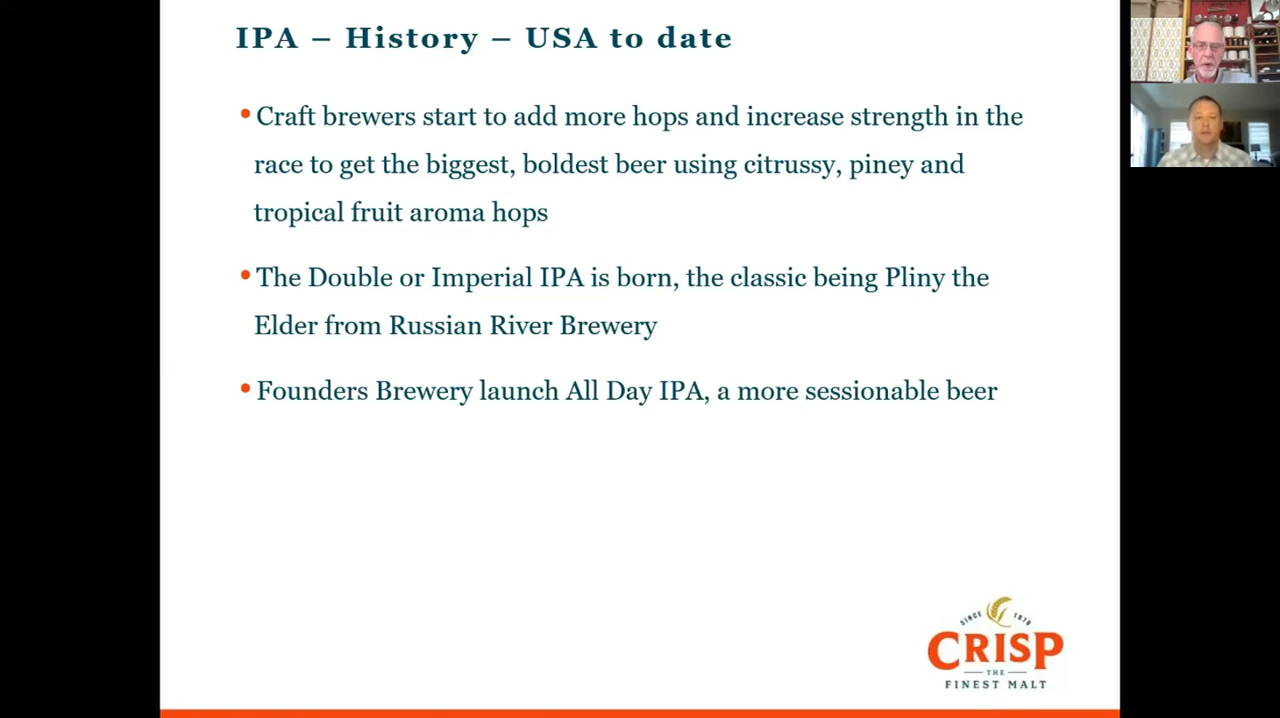 IPA – History – USA to date
•Craft brewers start to add more hops and increase strength in the
race to get the biggest, boldest beer using citrussy, piney and
tropical fruit aroma hops
•The Double or Imperial IPA is born, the classic being Pliny the
Elder from Russian River Brewery
•Founders Brewery launch All Day IPA, a more sessionable beer
SINCE 1870
CRISP
THE
FINEST MALT